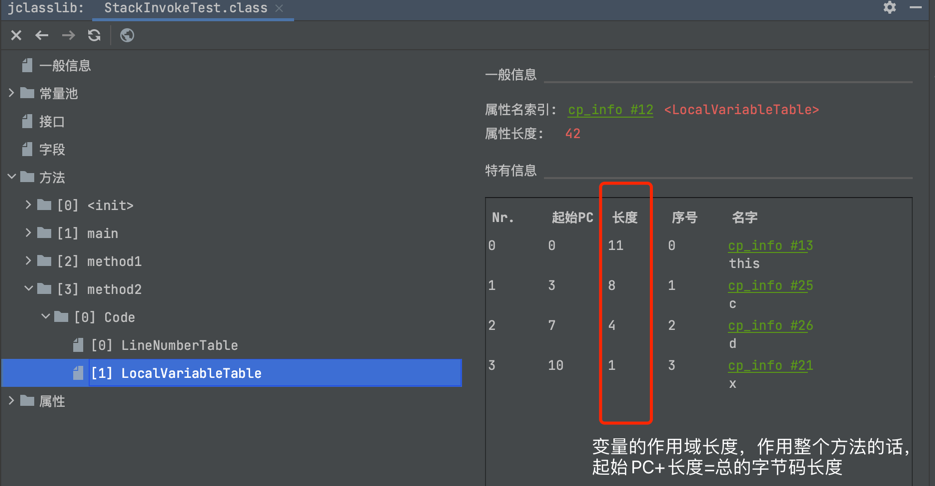 jclasslib: StackInvokeTest.class ×
一般信息
常量池
接口
字段
方法
[0] <init>
[1] main
[2] method1
[3] method2
[0] Code
[0] LineNumberTable
[1] LocalVariableTable
属性
一般信息
属性名索引: cp_info #12 <LocalVariableTable>
属性长度: 42
特有信息
Nr. 起始PC 长度 序号 名字
0 0 11 0 cp_info #13
this
1 3 8 1 cp_info #25
c
2 7 4 2 cp_info #26
d
3 10 1 3 cp_info #21
x
变量的作用域长度，作用整个方法的话，
起始PC+长度=总的字节码长度